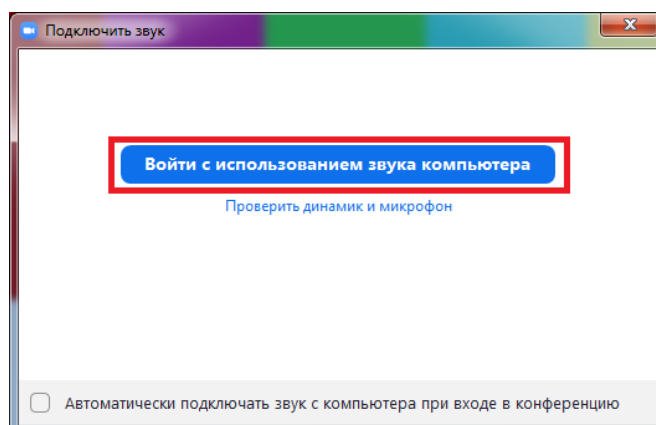 Подключить звук
Войти с использованием звука компьютера
Проверить динамик и микрофон
Автоматически подключать звук с компьютера при входе в конференцию